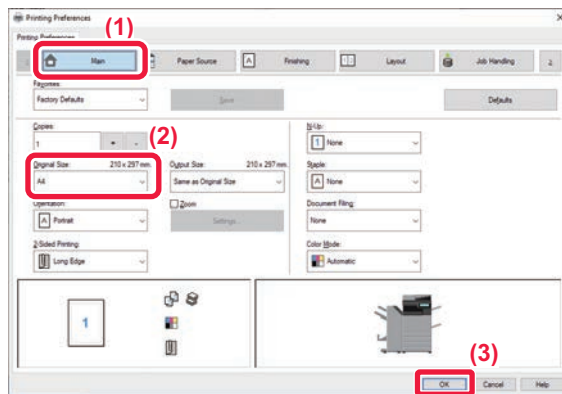 Printing Preferences
(1)
Printing Preferences
Main
Paper Source
Finishing
Layout
Job Handling
Favorites:
Factory Defaults
Save
Defaults
Copies:
1
+ -
(2)
N-Up:
1 None
Original Size: 210 x 297 mm.
A4
Output Size: 210 x 297 mm.
Same as Original Size
Staple:
A None
Orientation:
A Portrait
Zoom
Settings
Document Filing:
None
2-Sided Printing:
Long Edge
Color Mode:
Automatic
1
(3)
OK
Cancel
Help